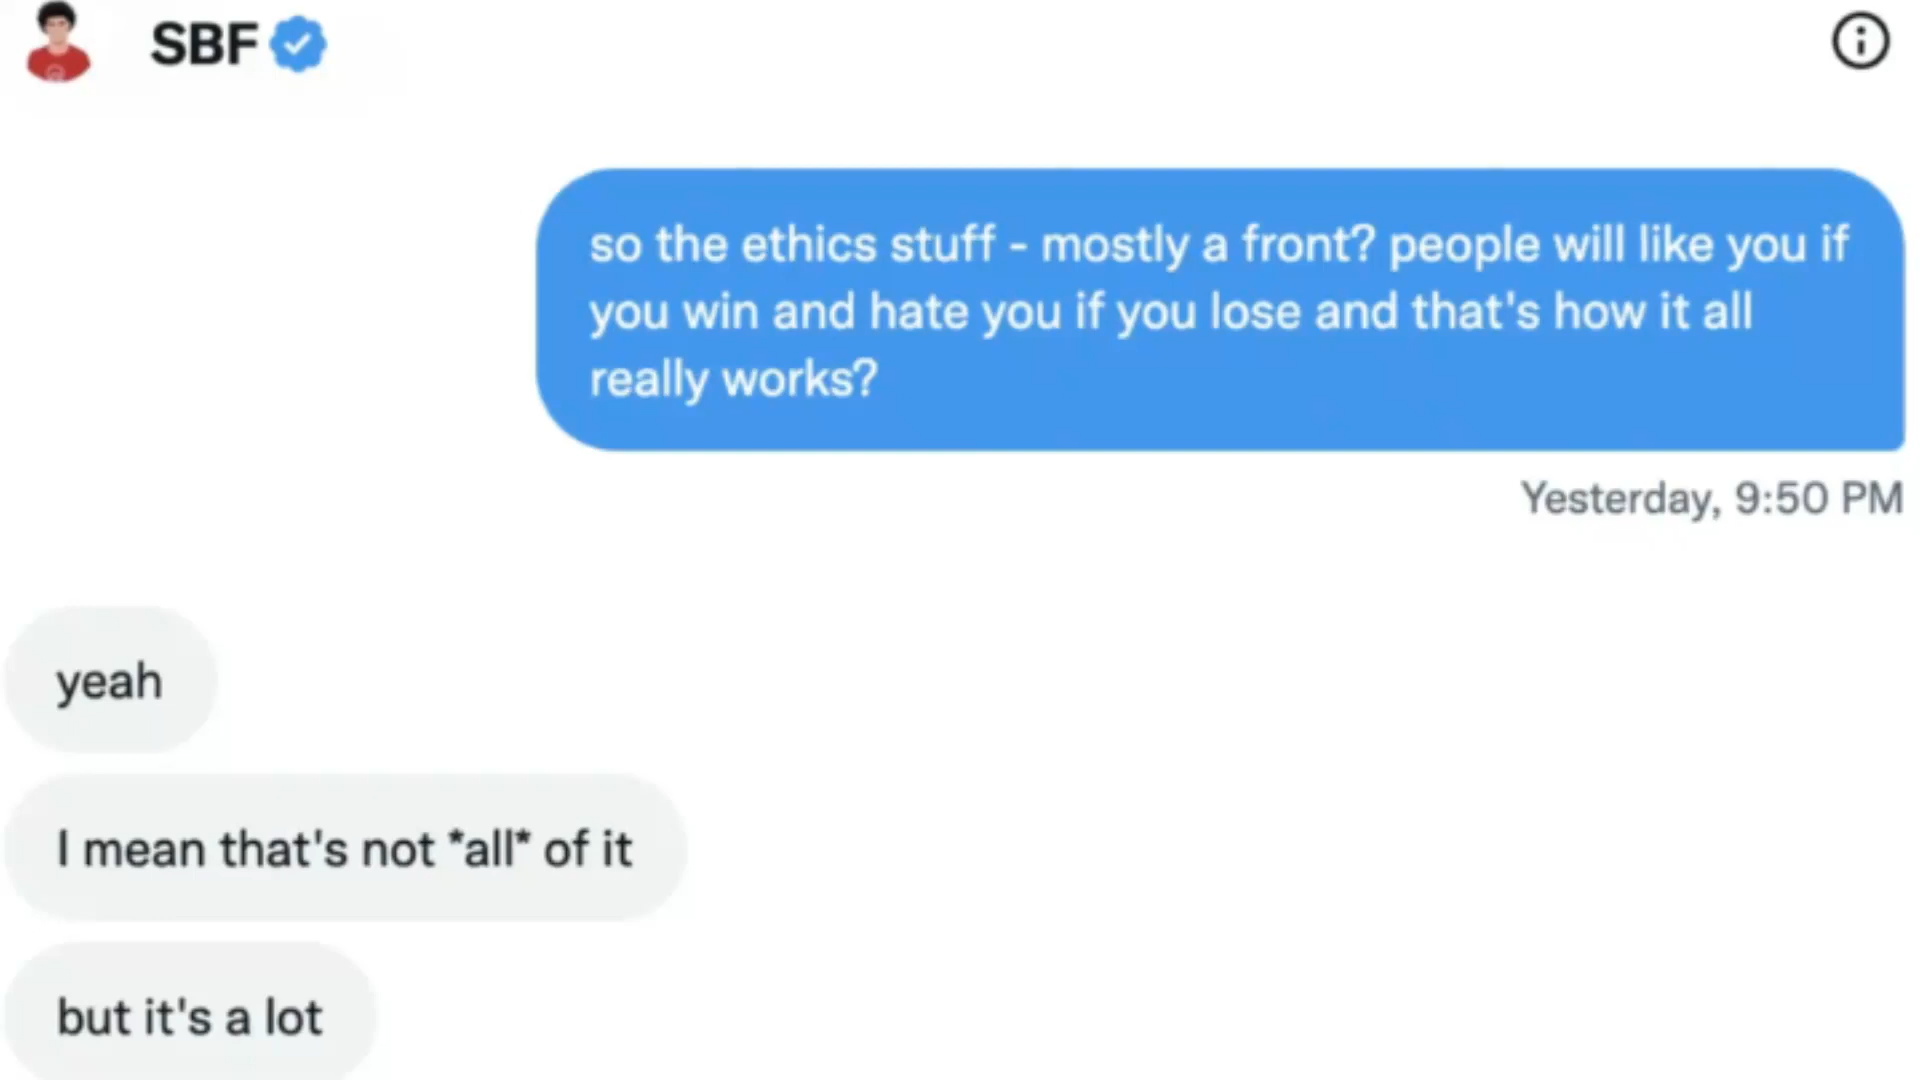 SBF
so the ethics stuff - mostly a front? people will like you if
you win and hate you if you lose and that's how it all
really works?
Yesterday, 9:50 PM
yeah
I mean that's not *all* of it
but it's a lot